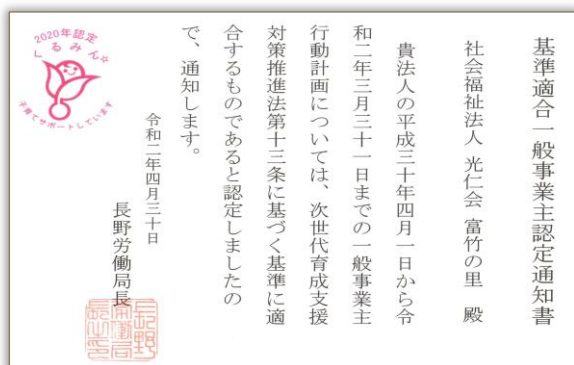 基準適合一般事業主認定通知書
社会福祉法人 光仁会 富竹の里　殿
貴法人の平成三十年四月一日から令
和二年三月三十一日までの一般事業主
行動計画については、次世代育成支援
対策推進法第十三条に基づく基準に適
合するものであると認定しましたの
で、通知します。
令和二年四月三十日
長野労働局長
長野
労働局
長之印
2020年認定
くるみん
子育てサポートしています